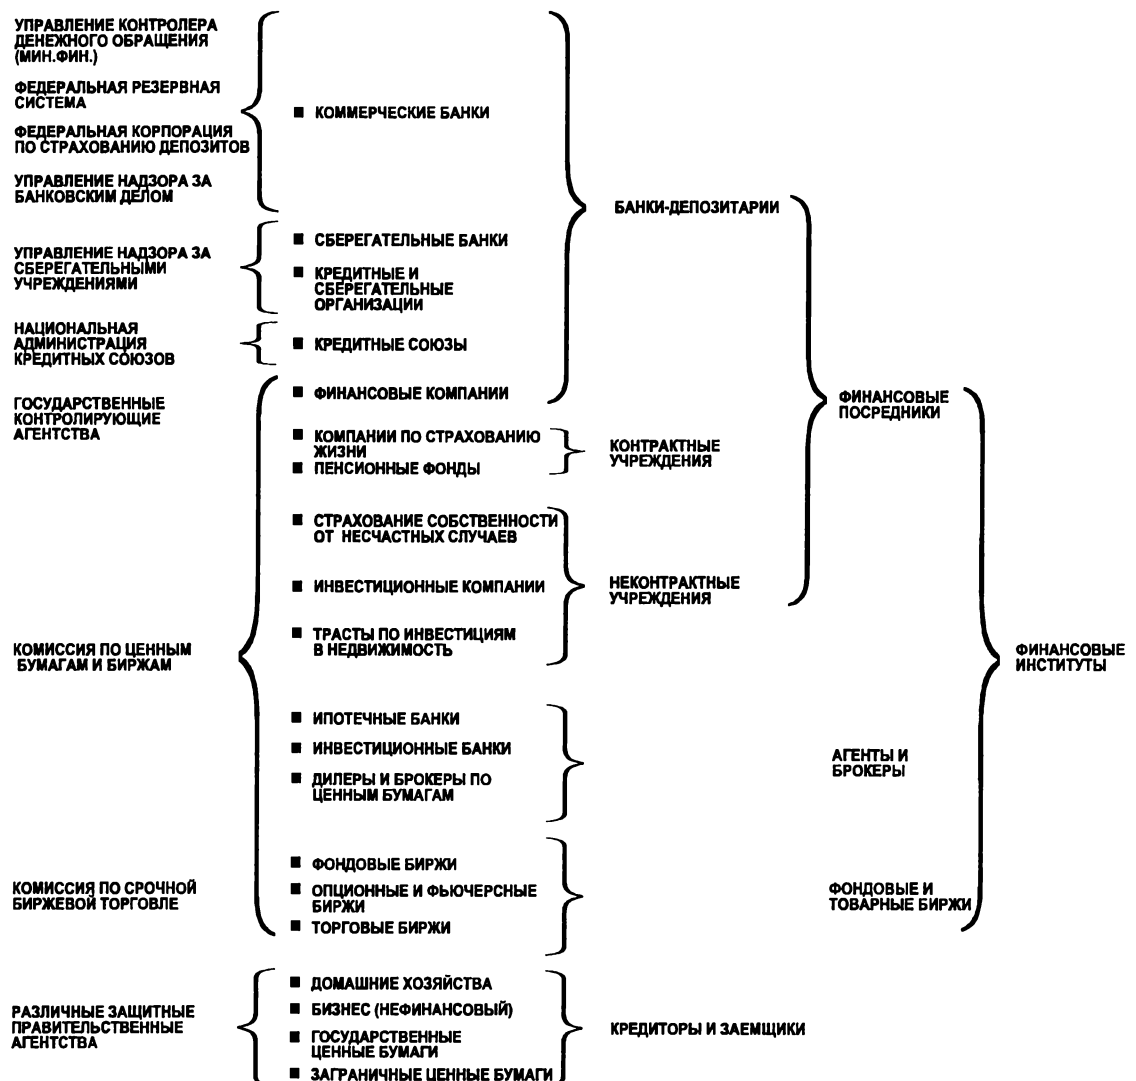 УПРАВЛЕНИЕ КОНТРОЛЕРА
ДЕНЕЖНОГО ОБРАЩЕНИЯ
(МИН.ФИН.)
ФЕДЕРАЛЬНАЯ РЕЗЕРВНАЯ
СИСТЕМА
ФЕДЕРАЛЬНАЯ КОРПОРАЦИЯ
ПО СТРАХОВАНИЮ ДЕПОЗИТОВ
УПРАВЛЕНИЕ НАДЗОРА ЗА
БАНКОВСКИМ ДЕЛОМ
УПРАВЛЕНИЕ НАДЗОРА ЗА
СБЕРЕГАТЕЛЬНЫМИ
УЧРЕЖДЕНИЯМИ
НАЦИОНАЛЬНАЯ
АДМИНИСТРАЦИЯ
КРЕДИТНЫХ СОЮЗОВ
ГОСУДАРСТВЕННЫЕ
КОНТРОЛИРУЮЩИЕ
АГЕНТСТВА
КОМИССИЯ ПО ЦЕННЫМ
БУМАГАМ И БИРЖАМ
КОМИССИЯ ПО СРОЧНОЙ
БИРЖЕВОЙ ТОРГОВЛЕ
РАЗЛИЧНЫЕ ЗАЩИТНЫЕ
ПРАВИТЕЛЬСТВЕННЫЕ
АГЕНТСТВА
■ КОММЕРЧЕСКИЕ БАНКИ
■ СБЕРЕГАТЕЛЬНЫЕ БАНКИ
■ КРЕДИТНЫЕ И
СБЕРЕГАТЕЛЬНЫЕ
ОРГАНИЗАЦИИ
■ КРЕДИТНЫЕ СОЮЗЫ
■ ФИНАНСОВЫЕ КОМПАНИИ
■ КОМПАНИИ ПО СТРАХОВАНИЮ
ЖИЗНИ
■ ПЕНСИОННЫЕ ФОНДЫ
■ СТРАХОВАНИЕ СОБСТВЕННОСТИ
ОТ НЕСЧАСТНЫХ СЛУЧАЕВ
■ ИНВЕСТИЦИОННЫЕ КОМПАНИИ
■ ТРАСТЫ ПО ИНВЕСТИЦИЯМ
В НЕДВИЖИМОСТЬ
■ ИПОТЕЧНЫЕ БАНКИ
■ ИНВЕСТИЦИОННЫЕ БАНКИ
■ ДИЛЕРЫ И БРОКЕРЫ ПО
ЦЕННЫМ БУМАГАМ
■ ФОНДОВЫЕ БИРЖИ
■ ОПЦИОННЫЕ И ФЬЮЧЕРСНЫЕ
БИРЖИ
■ ТОРГОВЫЕ БИРЖИ
■ ДОМАШНИЕ ХОЗЯЙСТВА
■ БИЗНЕС (НЕФИНАНСОВЫЙ)
■ ГОСУДАРСТВЕННЫЕ
ЦЕННЫЕ БУМАГИ
■ ЗАГРАНИЧНЫЕ ЦЕННЫЕ БУМАГИ
БАНКИ-ДЕПОЗИТАРИИ
КОНТРАКТНЫЕ
УЧРЕЖДЕНИЯ
НЕКОНТРАКТНЫЕ
УЧРЕЖДЕНИЯ
КРЕДИТОРЫ И ЗАЕМЩИКИ
ФИНАНСОВЫЕ
ПОСРЕДНИКИ
АГЕНТЫ И
БРОКЕРЫ
ФОНДОВЫЕ И
ТОВАРНЫЕ БИРЖИ
ФИНАНСОВЫЕ
ИНСТИТУТЫ